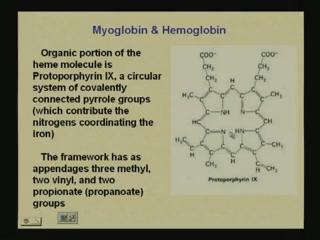 Myoglobin & Hemoglobin
Organic portion of the
heme molecule is
Protoporphyrin IX, a circular
system of covalently
connected pyrrole groups
(which contribute the
nitrogens coordinating the
iron)
The framework has as
appendages three methyl,
two vinyl, and two
propionate (propanoate)
groups
COO⁻ COO⁻
CH₂ CH₂
CH₂ H CH₂
H₃C CH₃
NH N
HC CH
N HN
H₃C
CH₃
Protoporphyrin IX